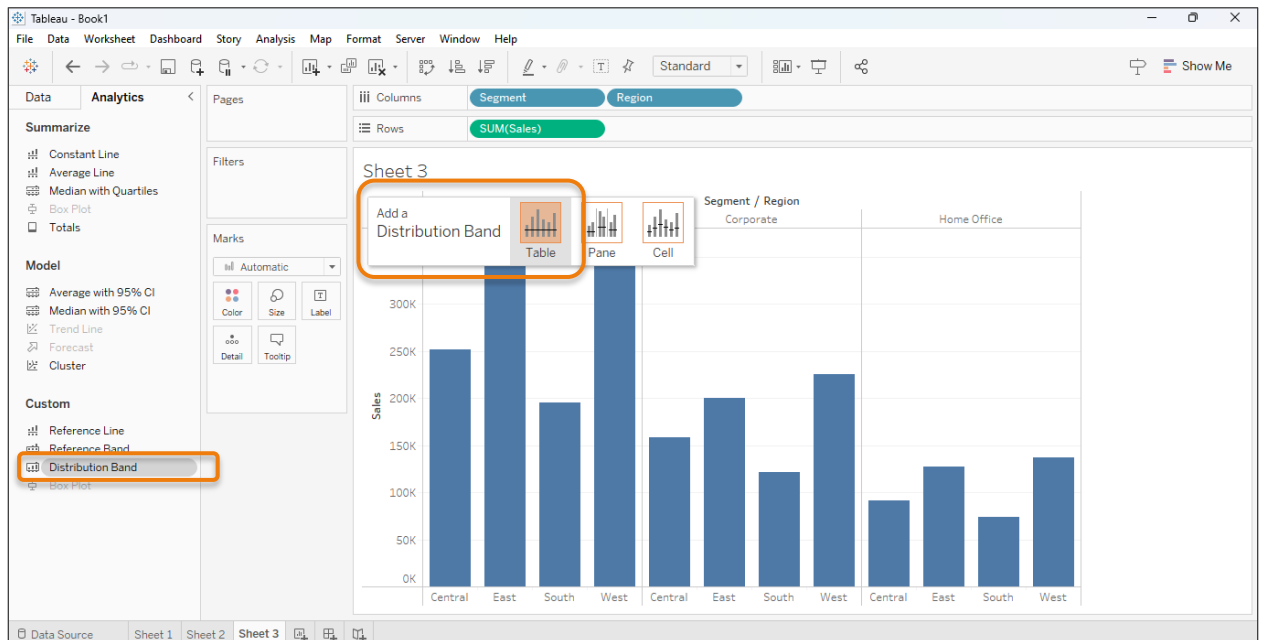 Tableau - Book1
File Data Worksheet Dashboard Story Analysis Map Format Server Window Help
Standard
Show Me
Data Analytics
Summarize
Constant Line
Average Line
Median with Quartiles
Box Plot
Totals
Model
Average with 95% CI
Median with 95% CI
Trend Line
Forecast
Cluster
Custom
Reference Line
Reference Band
Distribution Band
Box Plot
Pages
Filters
Marks
Automatic
Color Size Label
Detail Tooltip
Columns Segment Region
Rows SUM(Sales)
Sheet 3
Add a
Distribution Band
Table Pane Cell
Segment / Region
Corporate Home Office
300K
250K
200K
150K
100K
50K
0K
Sales
Central East South West Central East South West Central East South West
Data Source Sheet 1 Sheet 2 Sheet 3